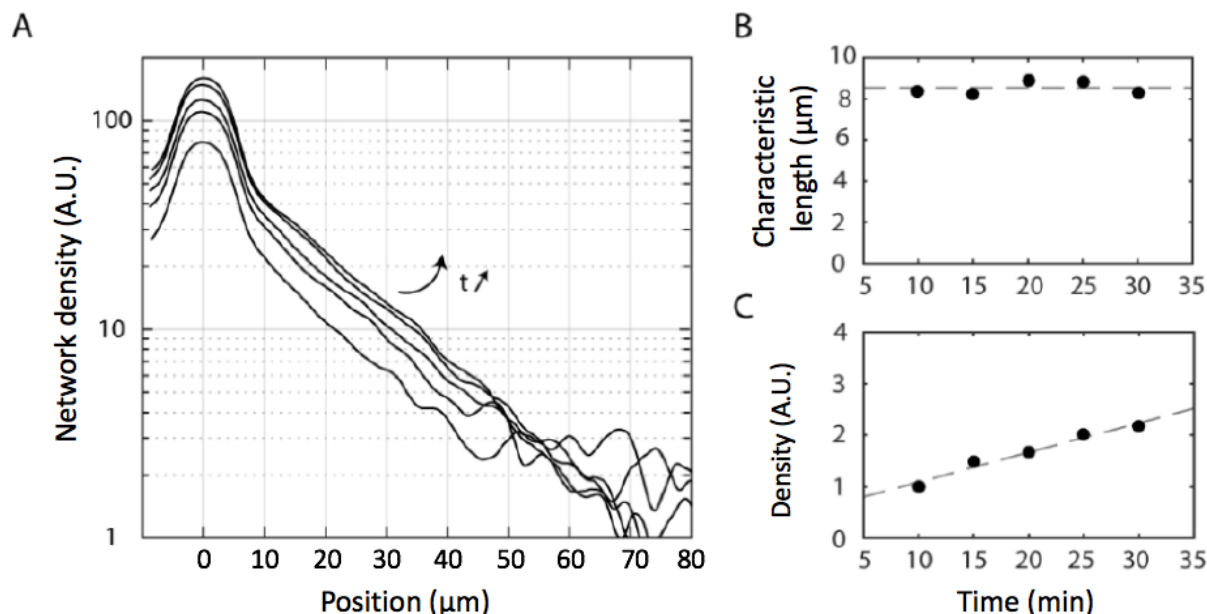 A
Network density (A.U.)
100
10
1
t
0 10 20 30 40 50 60 70 80
Position (µm)
B
Characteristic
length (µm)
10
8
6
4
2
0
5 10 15 20 25 30 35
C
Density (A.U.)
4
3
2
1
0
5 10 15 20 25 30 35
Time (min)